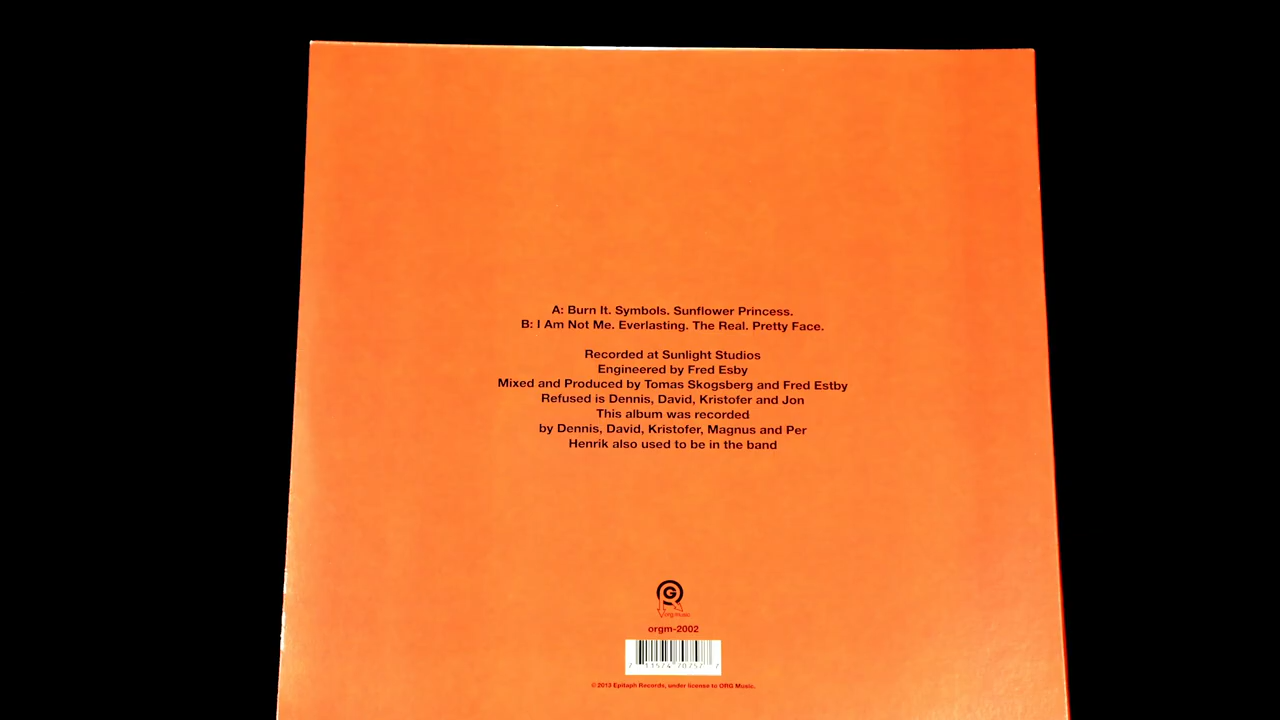 A: Burn It. Symbols. Sunflower Princess.
B: I Am Not Me. Everlasting. The Real. Pretty Face.
Recorded at Sunlight Studios
Engineered by Fred Esby
Mixed and Produced by Tomas Skogsberg and Fred Estby
Refused is Dennis, David, Kristofer and Jon
This album was recorded
by Dennis, David, Kristofer, Magnus and Per
Henrik also used to be in the band
org music
orgm-2002
©2013 Epitaph Records, under license to ORG Music.